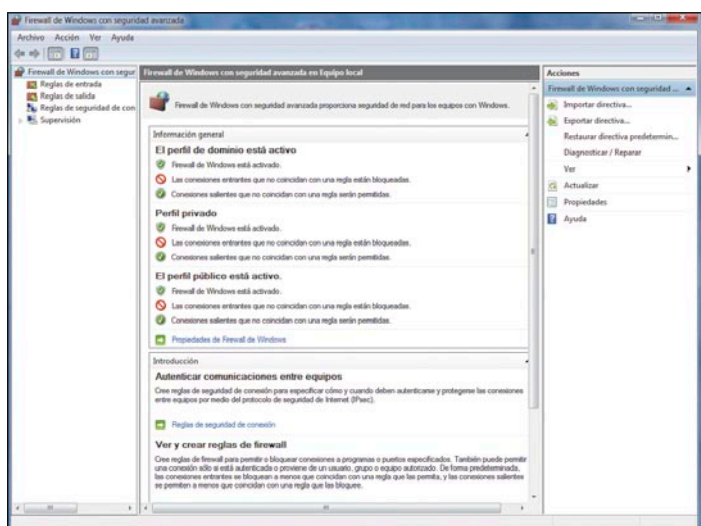 Firewall de Windows con seguridad avanzada
Archivo Acción Ver Ayuda
Firewall de Windows con segur
Reglas de entrada
Reglas de salida
Reglas de seguridad de con
Supervisión
Firewall de Windows con seguridad avanzada en Equipo local
Firewall de Windows con seguridad avanzada proporciona seguridad de red para los equipos con Windows.
Información general
El perfil de dominio está activo
Firewall de Windows está activado.
Las conexiones entrantes que no coincidan con una regla están bloqueadas.
Conexiones salientes que no coincidan con una regla serán permitidas.
Perfil privado
Firewall de Windows está activado.
Las conexiones entrantes que no coincidan con una regla están bloqueadas.
Conexiones salientes que no coincidan con una regla serán permitidas.
El perfil público está activo.
Firewall de Windows está activado.
Las conexiones entrantes que no coincidan con una regla están bloqueadas.
Conexiones salientes que no coincidan con una regla serán permitidas.
Propiedades de Firewall de Windows
Introducción
Autenticar comunicaciones entre equipos
Cree reglas de seguridad de conexión para especificar cómo y cuándo deben autenticarse y protegerse las conexiones
entre equipos por medio del protocolo de seguridad de Internet (IPsec).
Reglas de seguridad de conexión
Ver y crear reglas de firewall
Cree reglas de firewall para permitir o bloquear conexiones a programas o puertos especificados. También puede permitir
una conexión sólo si está autenticada o proviene de un usuario, grupo o equipo autorizado. De forma predeterminada,
las conexiones entrantes se bloquean a menos que coincidan con una regla que las permita, y las conexiones salientes
se permiten a menos que coincidan con una regla que las bloquee.
Acciones
Firewall de Windows con seguridad ...
Importar directiva...
Exportar directiva...
Restaurar directiva predetermin...
Diagnosticar / Reparar
Ver
Actualizar
Propiedades
Ayuda